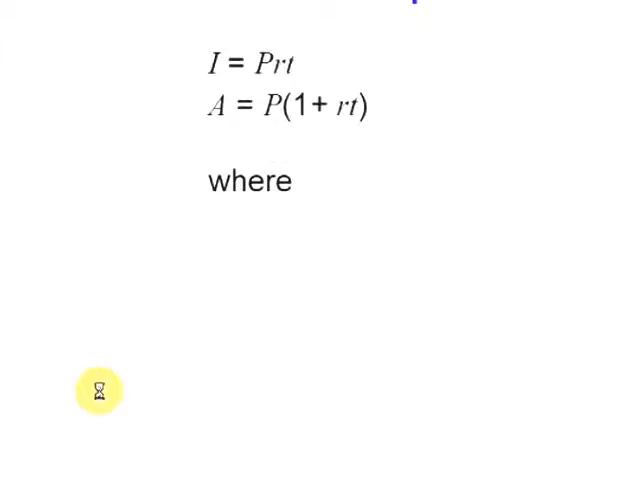 I = Prt
A = P(1+ rt)
where